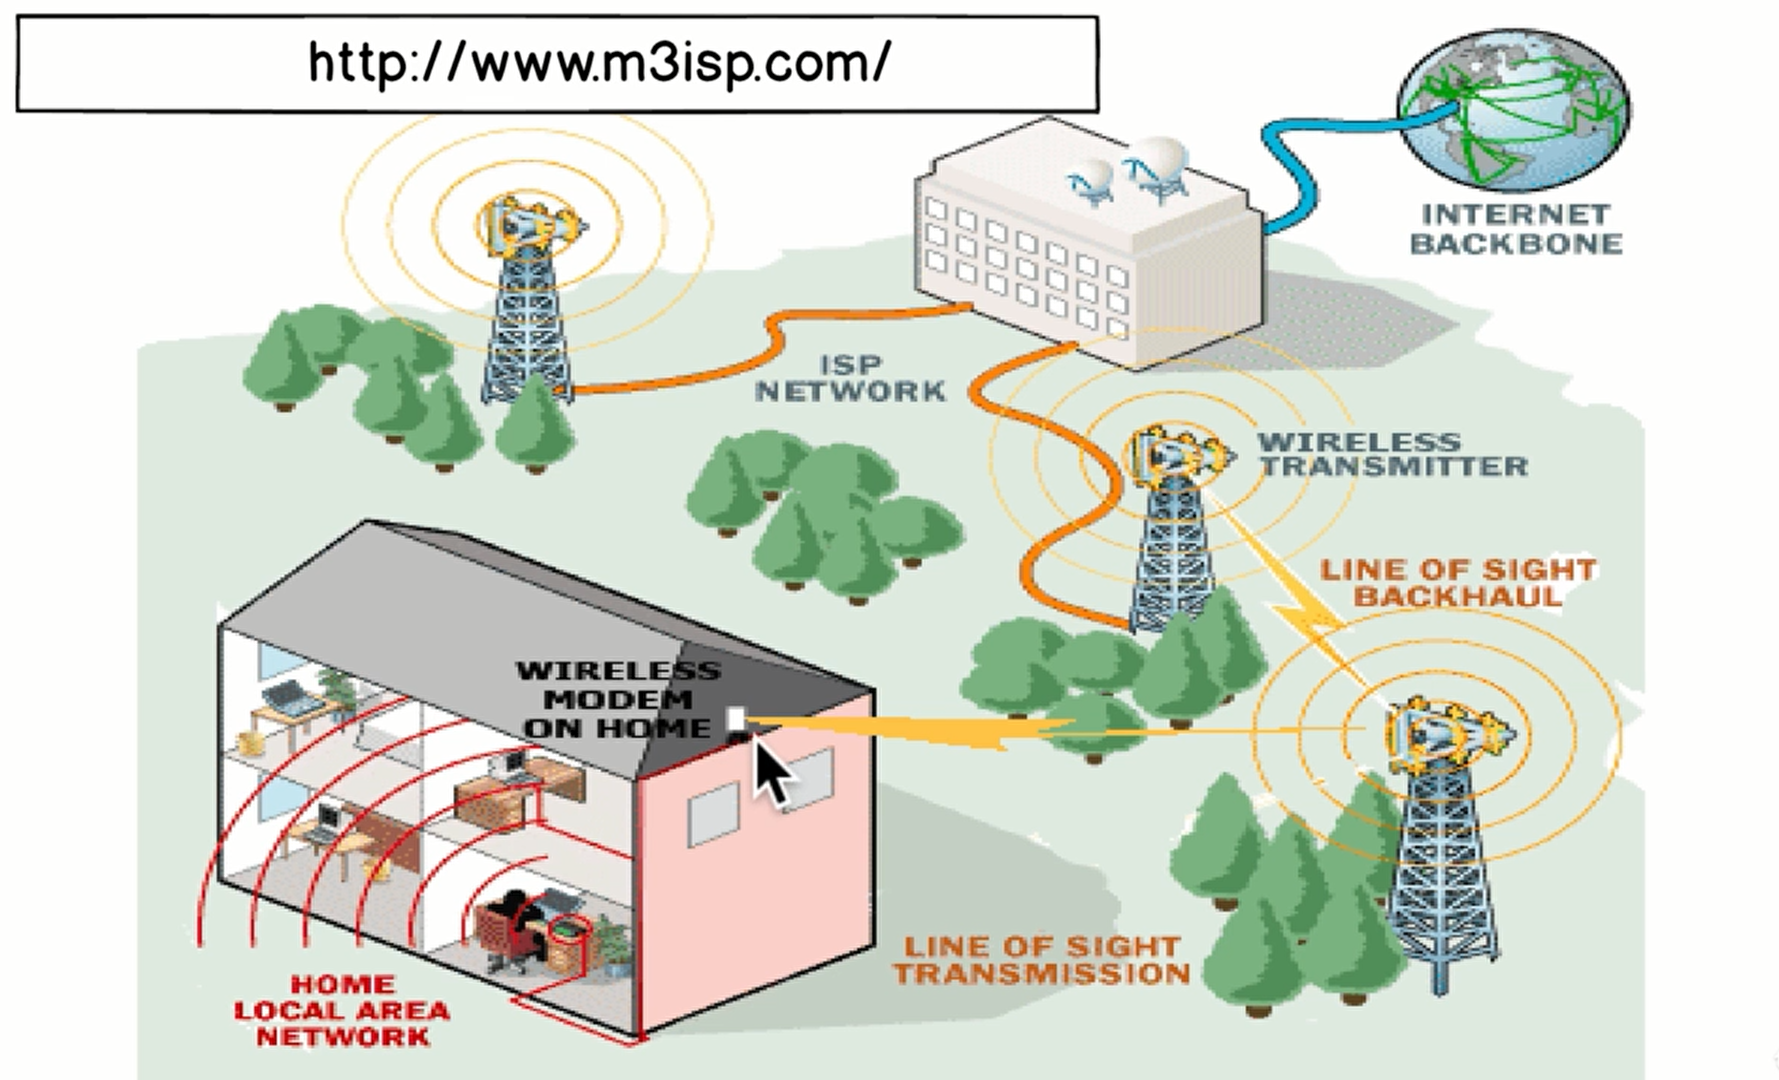 http://www.m3isp.com/
INTERNET
BACKBONE
ISP
NETWORK
WIRELESS
TRANSMITTER
LINE OF SIGHT
BACKHAUL
WIRELESS
MODEM
ON HOME
LINE OF SIGHT
TRANSMISSION
HOME
LOCAL AREA
NETWORK